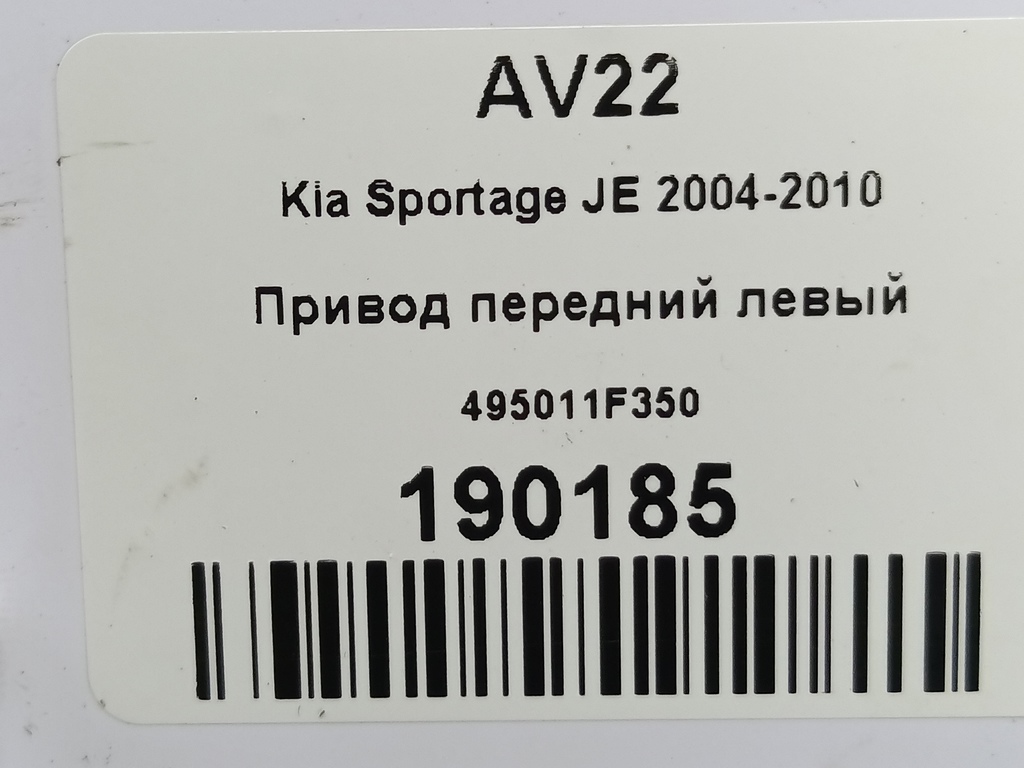 AV22
Kia Sportage JE 2004-2010
Привод передний левый
495011F350
190185